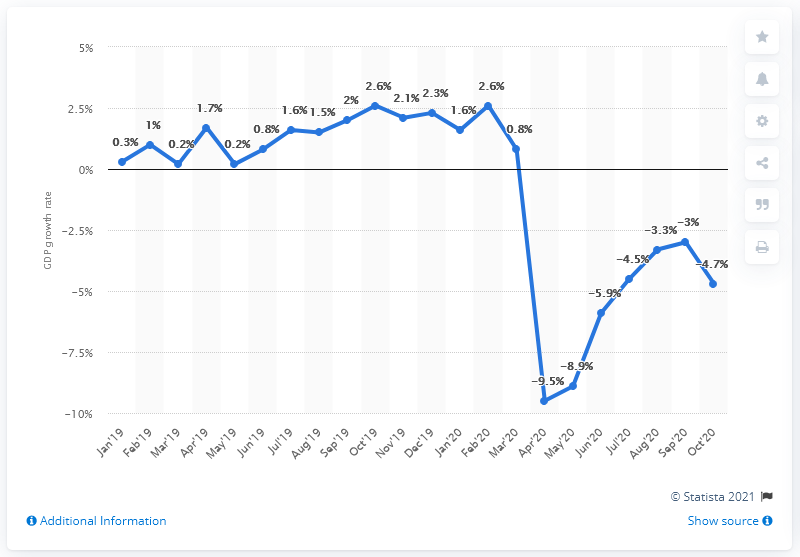 5%
2.5%
0%
−2.5%
−5%
−7.5%
−10%
GDP growth rate
0.3%
1%
0.2%
1.7%
0.2%
0.8%
1.6%
1.5%
2%
2.6%
2.1%
2.3%
1.6%
2.6%
0.8%
−9.5%
−8.9%
−5.9%
−4.5%
−3.3%
−3%
−4.7%
Jan'19
Feb'19
Mar'19
Apr'19
May'19
Jun'19
Jul'19
Aug'19
Sep'19
Oct'19
Nov'19
Dec'19
Jan'20
Feb'20
Mar'20
Apr'20
May'20
Jun'20
Jul'20
Aug'20
Sep'20
Oct'20
© Statista 2021
Additional Information
Show source